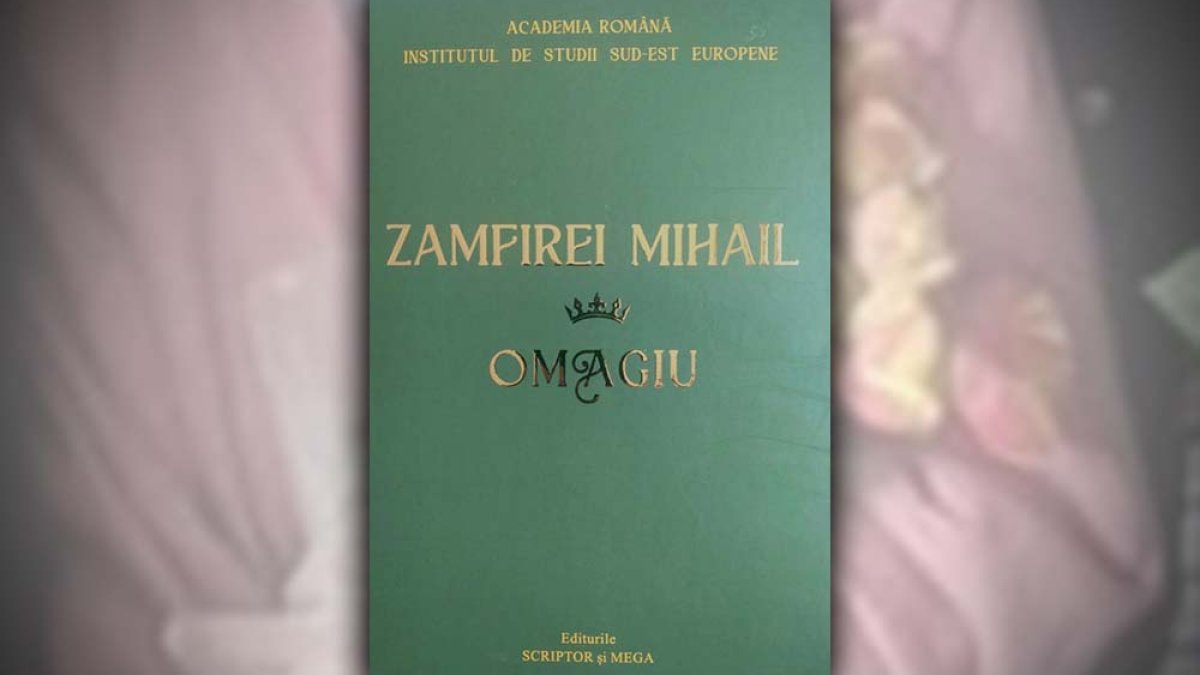 ACADEMIA ROMÂNĂ
INSTITUTUL DE STUDII SUD-EST EUROPENE
ZAMFIREI MIHAIL
OMAGIU
Editurile
SCRIPTOR și MEGA